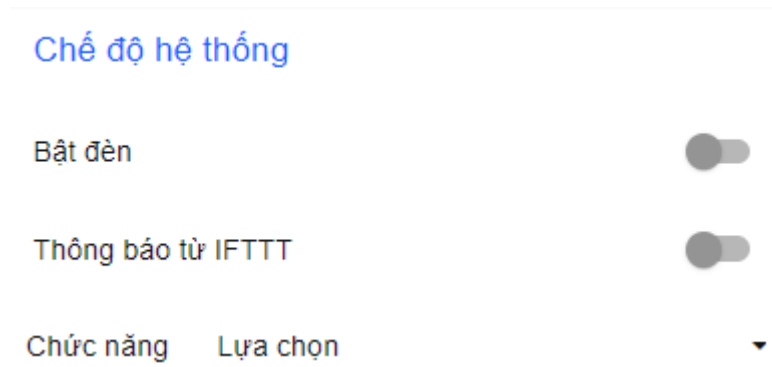 Chế độ hệ thống
Bật đèn
Thông báo từ IFTTT
Chức năng Lựa chọn